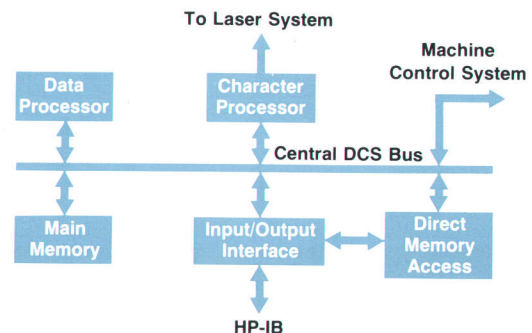 To Laser System
Machine
Control System
Data
Processor
Character
Processor
Central DCS Bus
Main
Memory
Input/Output
Interface
Direct
Memory
Access
HP-IB